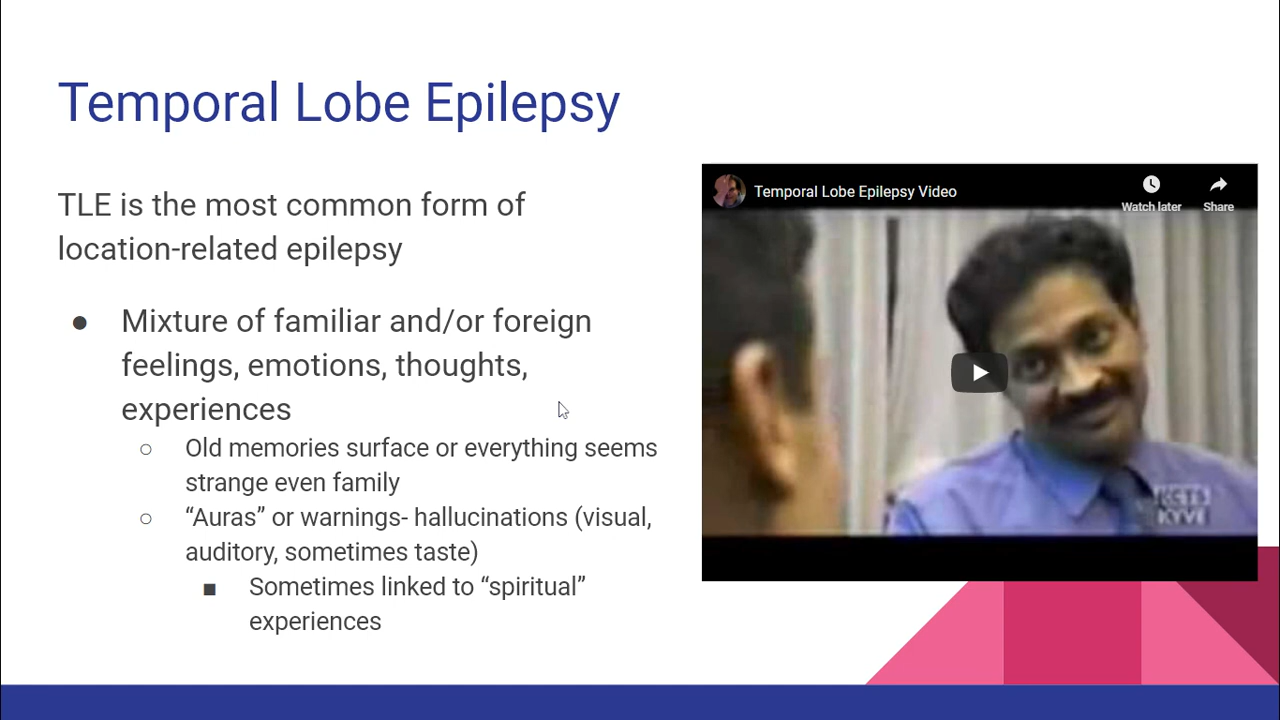 Temporal Lobe Epilepsy
TLE is the most common form of
location-related epilepsy
● Mixture of familiar and/or foreign
feelings, emotions, thoughts,
experiences
○ Old memories surface or everything seems
strange even family
○ “Auras” or warnings- hallucinations (visual,
auditory, sometimes taste)
■ Sometimes linked to “spiritual”
experiences
Temporal Lobe Epilepsy Video
Watch later
Share
KCTS
KYVE